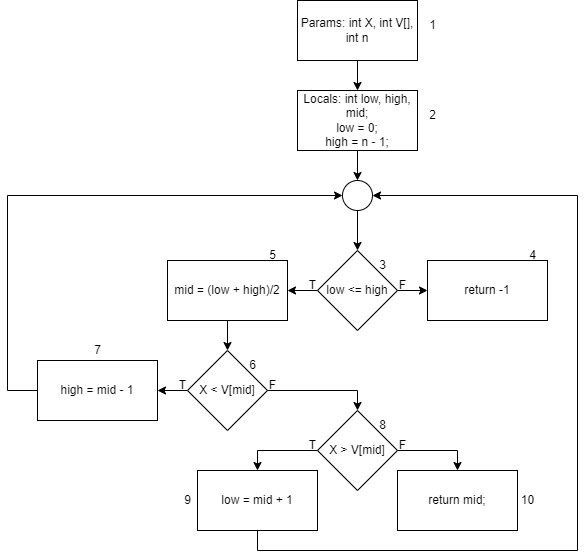 Params: int X, int V[],
int n
1
Locals: int low, high,
mid;
low = 0;
high = n - 1;
2
3
low <= high
T
F
4
return -1
5
mid = (low + high)/2
6
X < V[mid]
T
F
7
high = mid - 1
8
X > V[mid]
T
F
9
low = mid + 1
return mid;
10